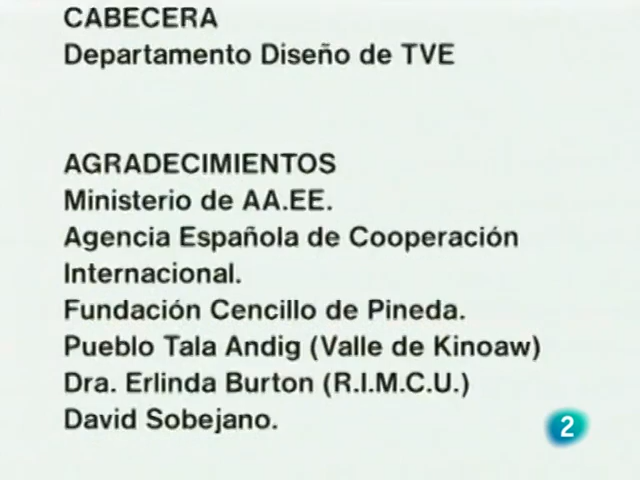 CABECERA
Departamento Diseño de TVE
AGRADECIMIENTOS
Ministerio de AA.EE.
Agencia Española de Cooperación
Internacional.
Fundación Cencillo de Pineda.
Pueblo Tala Andig (Valle de Kinoaw)
Dra. Erlinda Burton (R.I.M.C.U.)
David Sobejano.
2